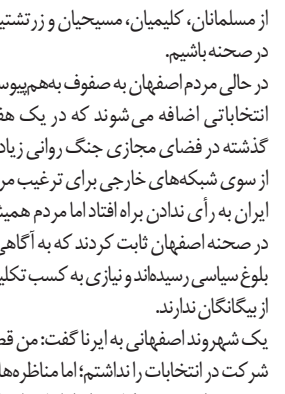 از مسلمانان، کلیمیان، مسیحیان و زرتشتی
در صحنه باشیم.
در حالی مردم اصفهان به صفوف به‌هم‌پیوس
انتخاباتی اضافه می‌شوند که در یک هف
گذشته در فضای مجازی جنگ روانی زیاد
از سوی شبکه‌های خارجی برای ترغیب مر
ایران به رأی ندادن براه افتاد اما مردم همیش
در صحنه اصفهان ثابت کردند که به آگاهی
بلوغ سیاسی رسیده‌اند و نیازی به کسب تکلی
از بیگانگان ندارند.
یک شهروند اصفهانی به ایرنا گفت: من قص
شرکت در انتخابات را نداشتم؛ اما مناظره‌ها